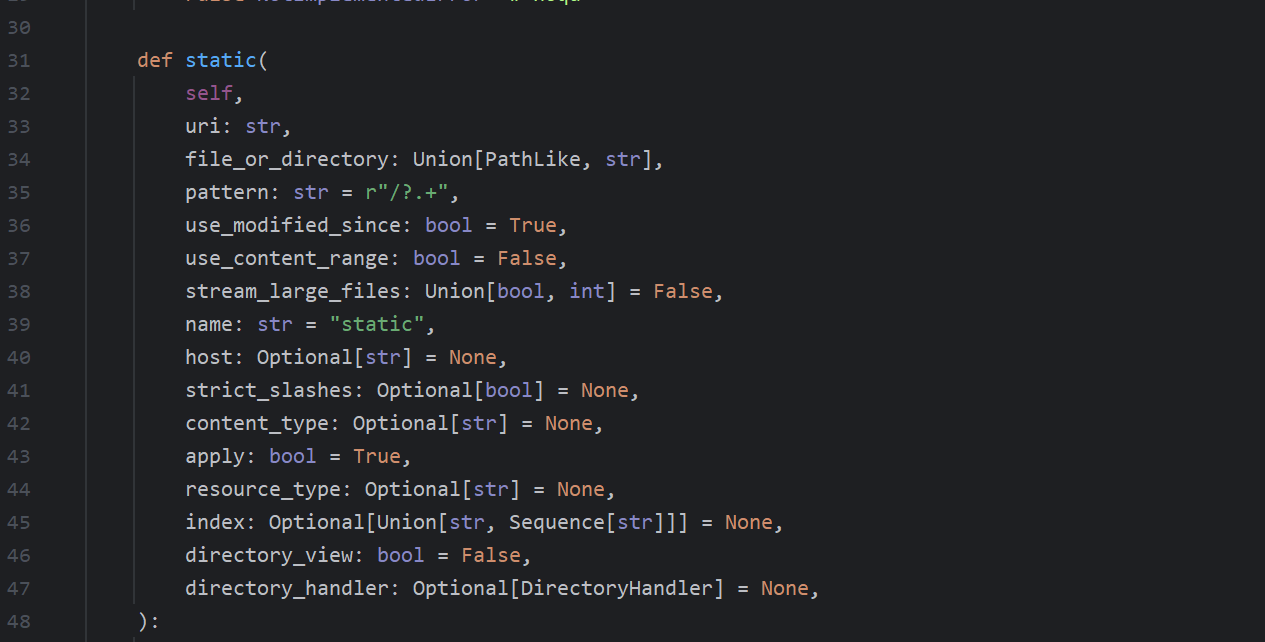 30
31 def static(
32 self,
33 uri: str,
34 file_or_directory: Union[PathLike, str],
35 pattern: str = r"/?.+",
36 use_modified_since: bool = True,
37 use_content_range: bool = False,
38 stream_large_files: Union[bool, int] = False,
39 name: str = "static",
40 host: Optional[str] = None,
41 strict_slashes: Optional[bool] = None,
42 content_type: Optional[str] = None,
43 apply: bool = True,
44 resource_type: Optional[str] = None,
45 index: Optional[Union[str, Sequence[str]]] = None,
46 directory_view: bool = False,
47 directory_handler: Optional[DirectoryHandler] = None,
48 ):